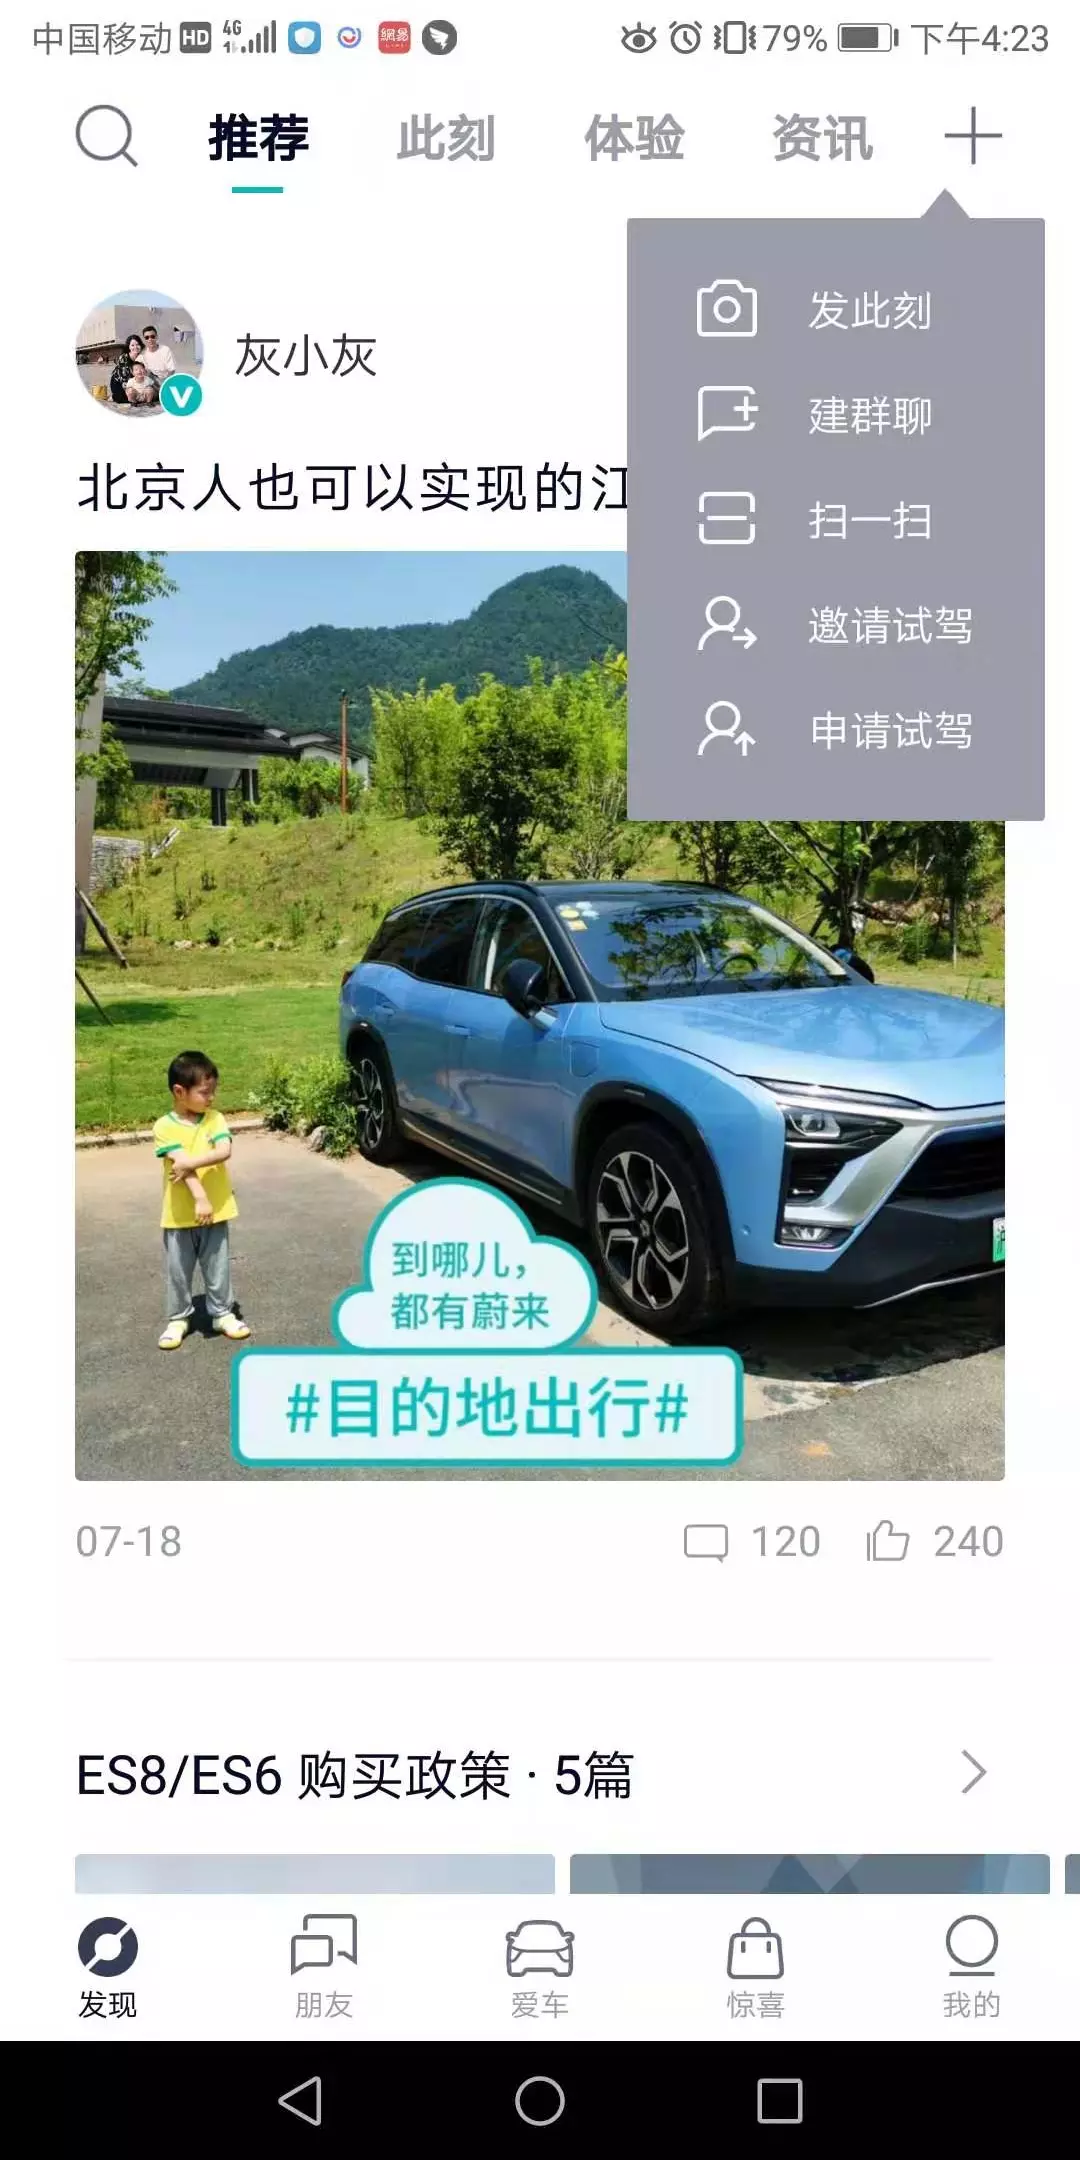 中国移动 HD 4G 79% 下午4:23
推荐 此刻 体验 资讯
发此刻
建群聊
扫一扫
邀请试驾
申请试驾
灰小灰
北京人也可以实现的江
到哪儿，
都有蔚来
#目的地出行#
07-18 120 240
ES8/ES6 购买政策 · 5篇
发现 朋友 爱车 惊喜 我的